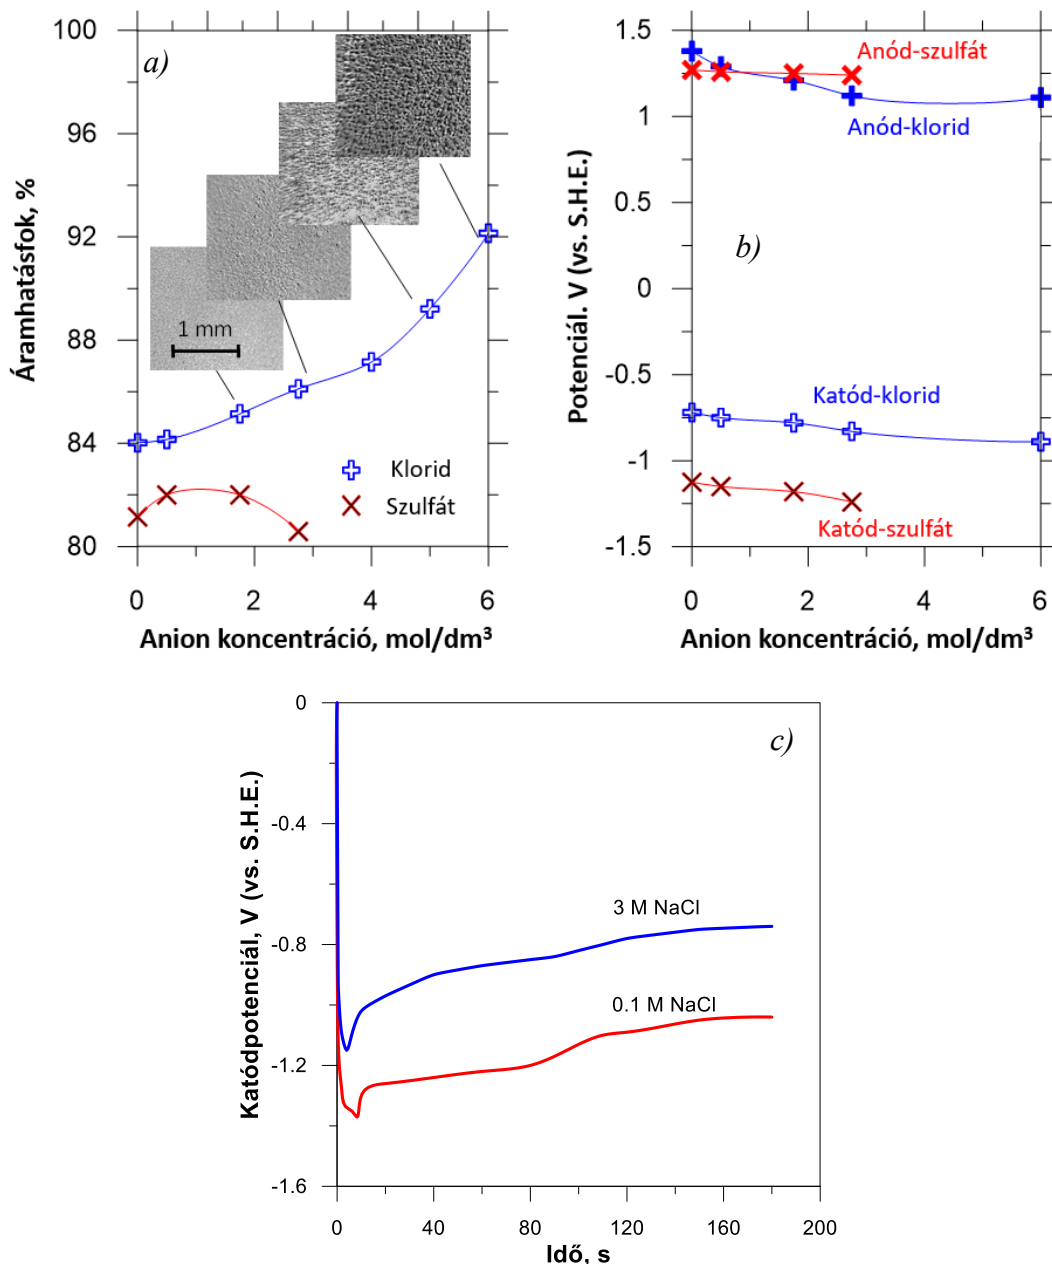 a)
100
96
92
88
84
80
Áramhatásfok, %
1 mm
Klorid
Szulfát
0
2
4
6
Anion koncentráció, mol/dm³
b)
1.5
1
0.5
0
-0.5
-1
-1.5
Potenciál. V (vs. S.H.E.)
Anód-szulfát
Anód-klorid
Katód-klorid
Katód-szulfát
0
2
4
6
Anion koncentráció, mol/dm³
c)
0
-0.4
-0.8
-1.2
-1.6
Katódpotenciál, V (vs. S.H.E.)
3 M NaCl
0.1 M NaCl
0
40
80
120
160
200
Idő, s